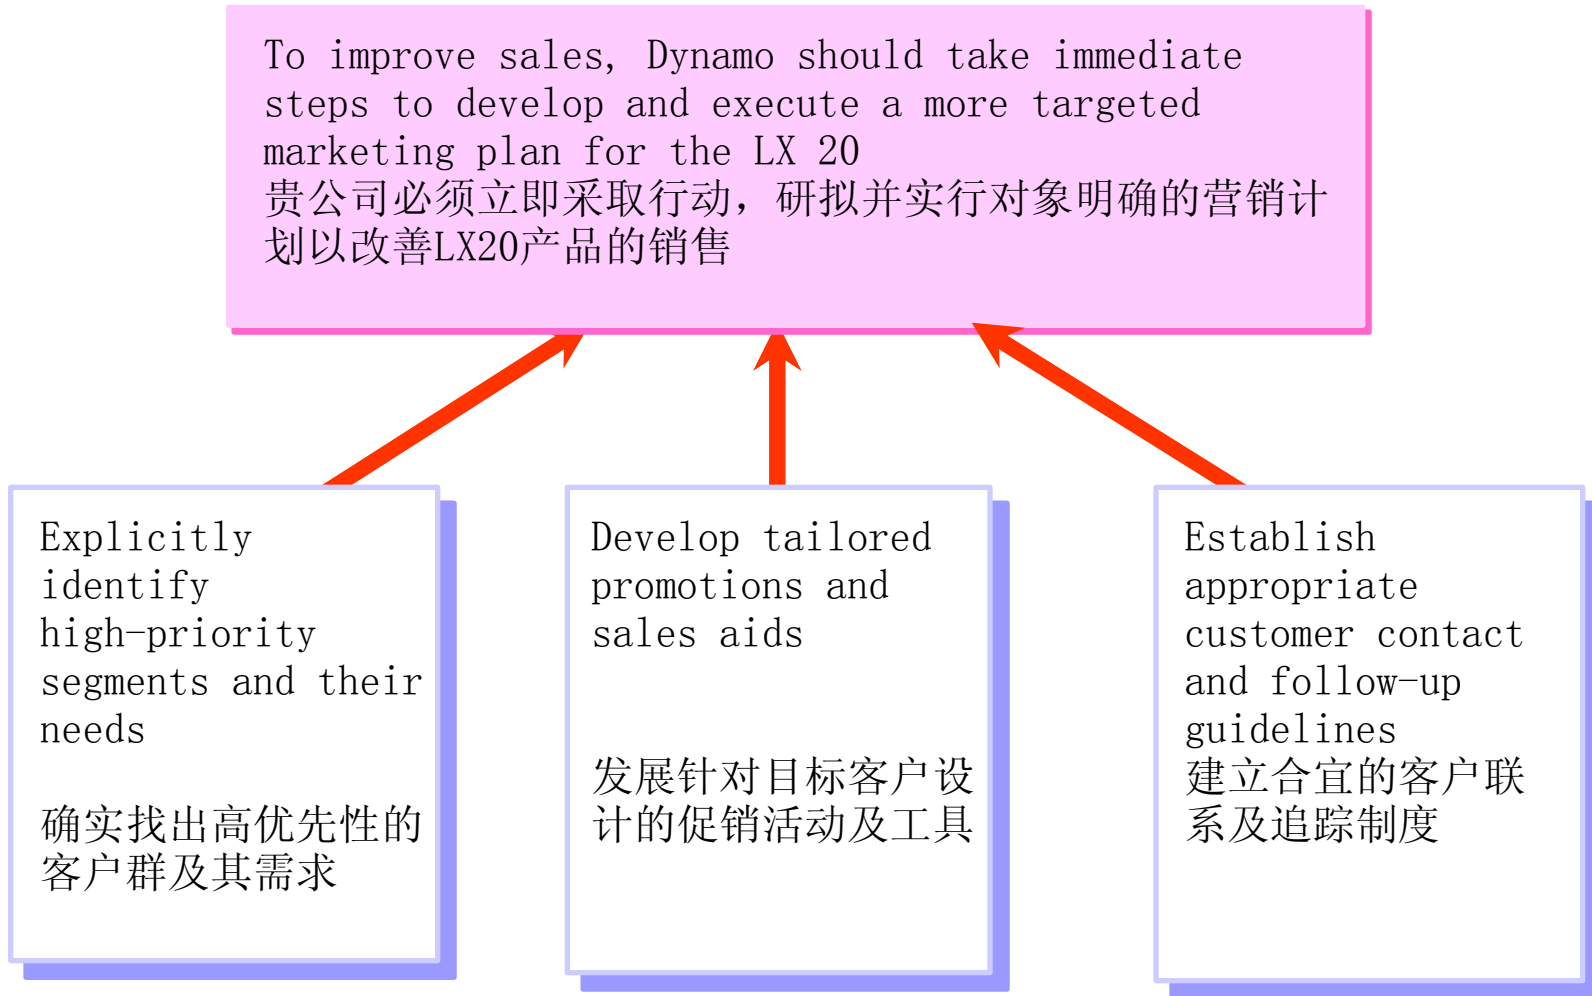 To improve sales, Dynamo should take immediate
steps to develop and execute a more targeted
marketing plan for the LX 20
贵公司必须立即采取行动，研拟并实行对象明确的营销计
划以改善LX20产品的销售
Explicitly
identify
high-priority
segments and their
needs
确实找出高优先性的
客户群及其需求
Develop tailored
promotions and
sales aids
发展针对目标客户设
计的促销活动及工具
Establish
appropriate
customer contact
and follow-up
guidelines
建立合宜的客户联
系及追踪制度